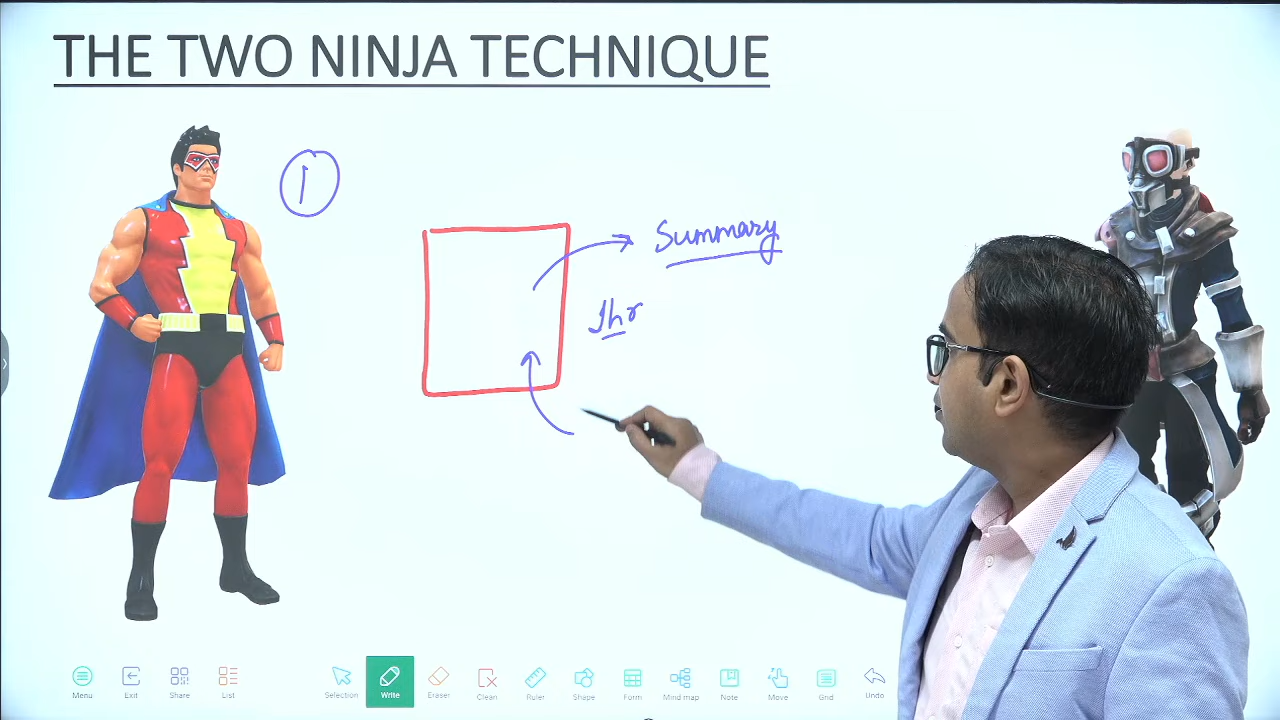 THE TWO NINJA TECHNIQUE
1
Summary
1hr
Menu
Exit
Share
List
Selection
Write
Eraser
Clean
Ruler
Shape
Form
Mind map
Note
Move
Grid
Undo